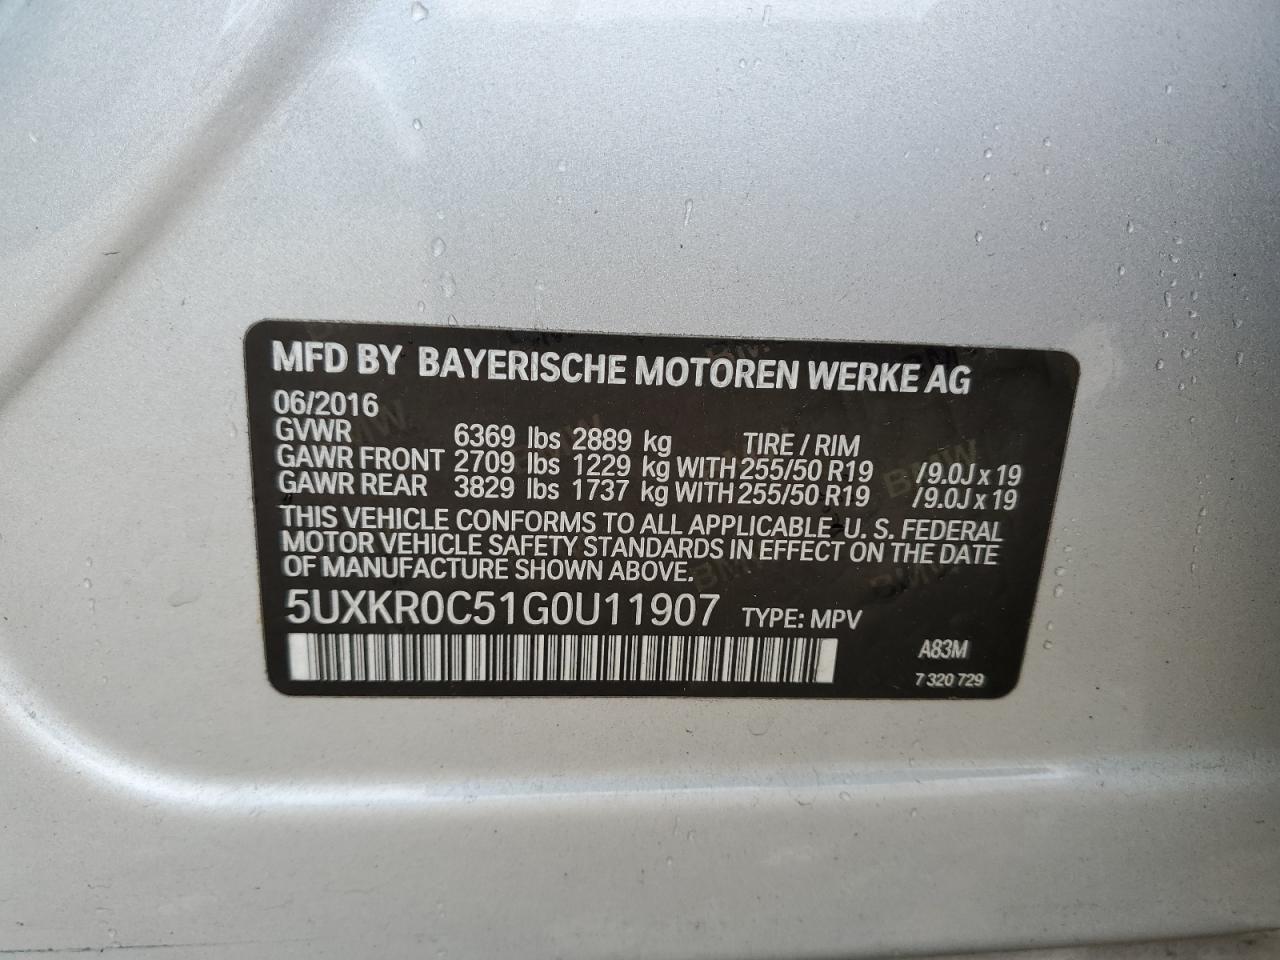 MFD BY BAYERISCHE MOTOREN WERKE AG
06/2016
GVWR 6369 lbs 2889 kg TIRE / RIM
GAWR FRONT 2709 lbs 1229 kg WITH 255/50 R19 /9.0J x 19
GAWR REAR 3829 lbs 1737 kg WITH 255/50 R19 /9.0J x 19
THIS VEHICLE CONFORMS TO ALL APPLICABLE U. S. FEDERAL
MOTOR VEHICLE SAFETY STANDARDS IN EFFECT ON THE DATE
OF MANUFACTURE SHOWN ABOVE.
5UXKR0C51G0U11907 TYPE: MPV
A83M
7 320 729